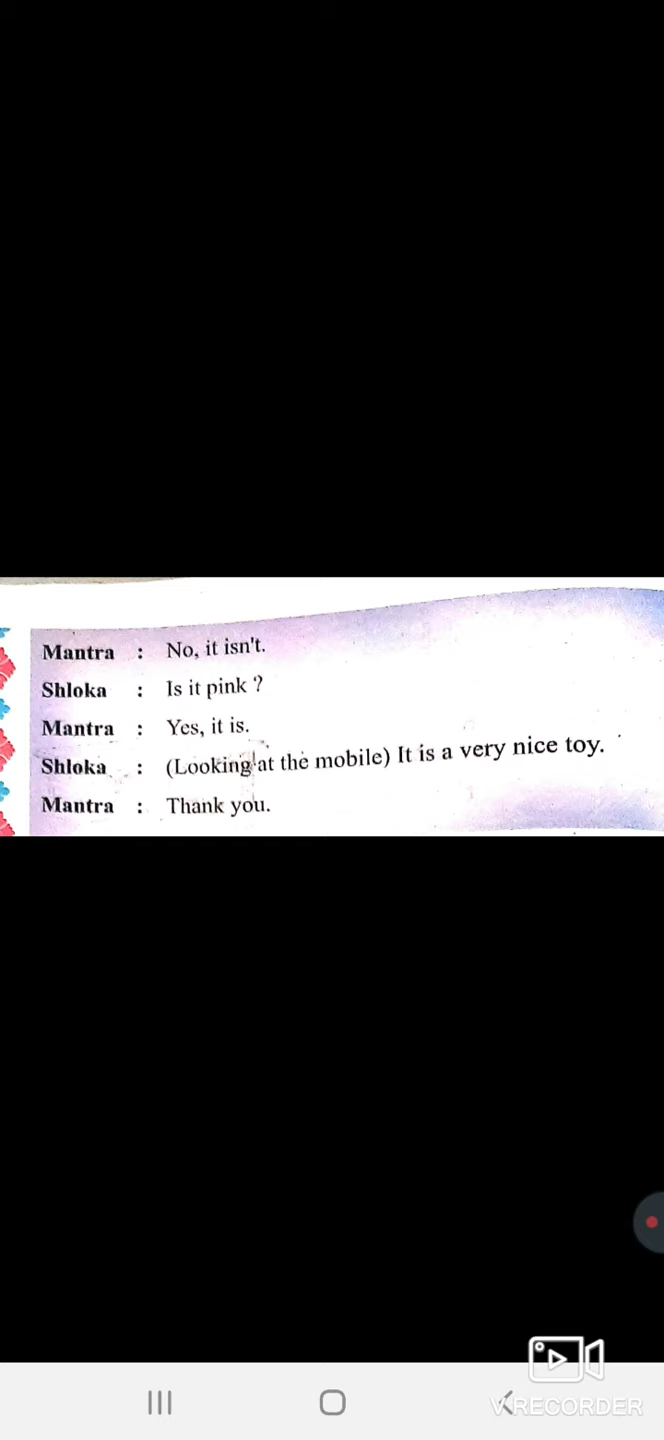 Mantra : No, it isn't.
Shloka : Is it pink ?
Mantra : Yes, it is.
Shloka : (Looking at the mobile) It is a very nice toy.
Mantra : Thank you.
V RECORDER